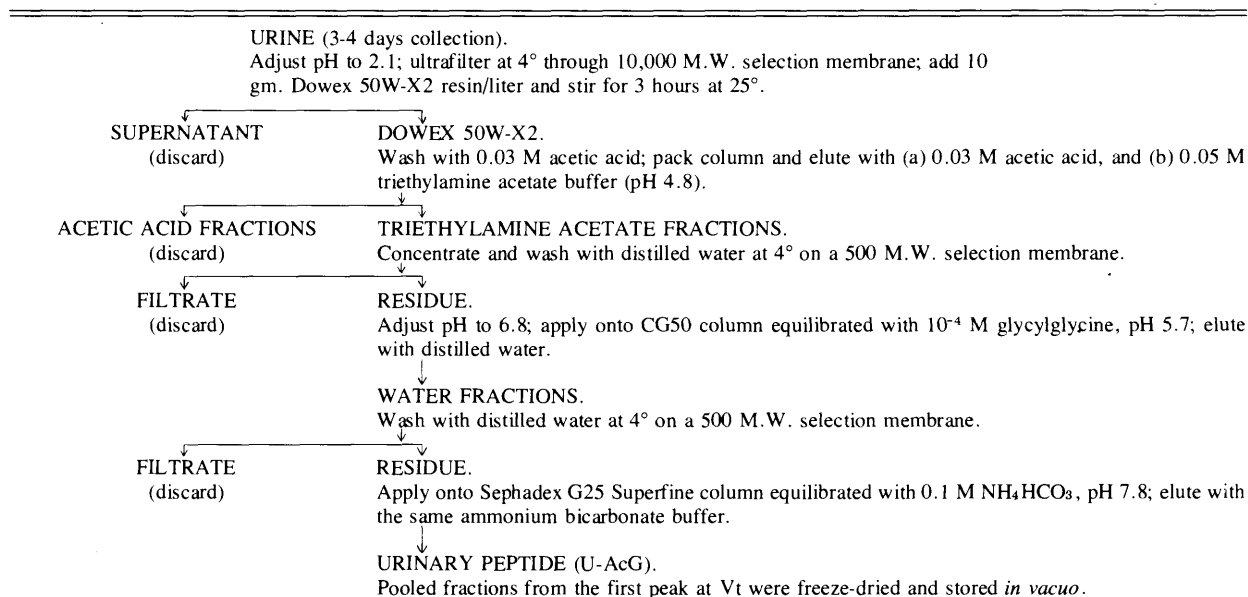 URINE (3-4 days collection).
Adjust pH to 2.1; ultrafilter at 4° through 10,000 M.W. selection membrane; add 10
gm. Dowex 50W-X2 resin/liter and stir for 3 hours at 25°.
SUPERNATANT
(discard)
DOWEX 50W-X2.
Wash with 0.03 M acetic acid; pack column and elute with (a) 0.03 M acetic acid, and (b) 0.05 M
triethylamine acetate buffer (pH 4.8).
ACETIC ACID FRACTIONS
(discard)
TRIETHYLAMINE ACETATE FRACTIONS.
Concentrate and wash with distilled water at 4° on a 500 M.W. selection membrane.
FILTRATE
(discard)
RESIDUE.
Adjust pH to 6.8; apply onto CG50 column equilibrated with 10⁻⁴ M glycylglycine, pH 5.7; elute
with distilled water.
WATER FRACTIONS.
Wash with distilled water at 4° on a 500 M.W. selection membrane.
FILTRATE
(discard)
RESIDUE.
Apply onto Sephadex G25 Superfine column equilibrated with 0.1 M NH₄HCO₃, pH 7.8; elute with
the same ammonium bicarbonate buffer.
URINARY PEPTIDE (U-AcG).
Pooled fractions from the first peak at Vt were freeze-dried and stored in vacuo.